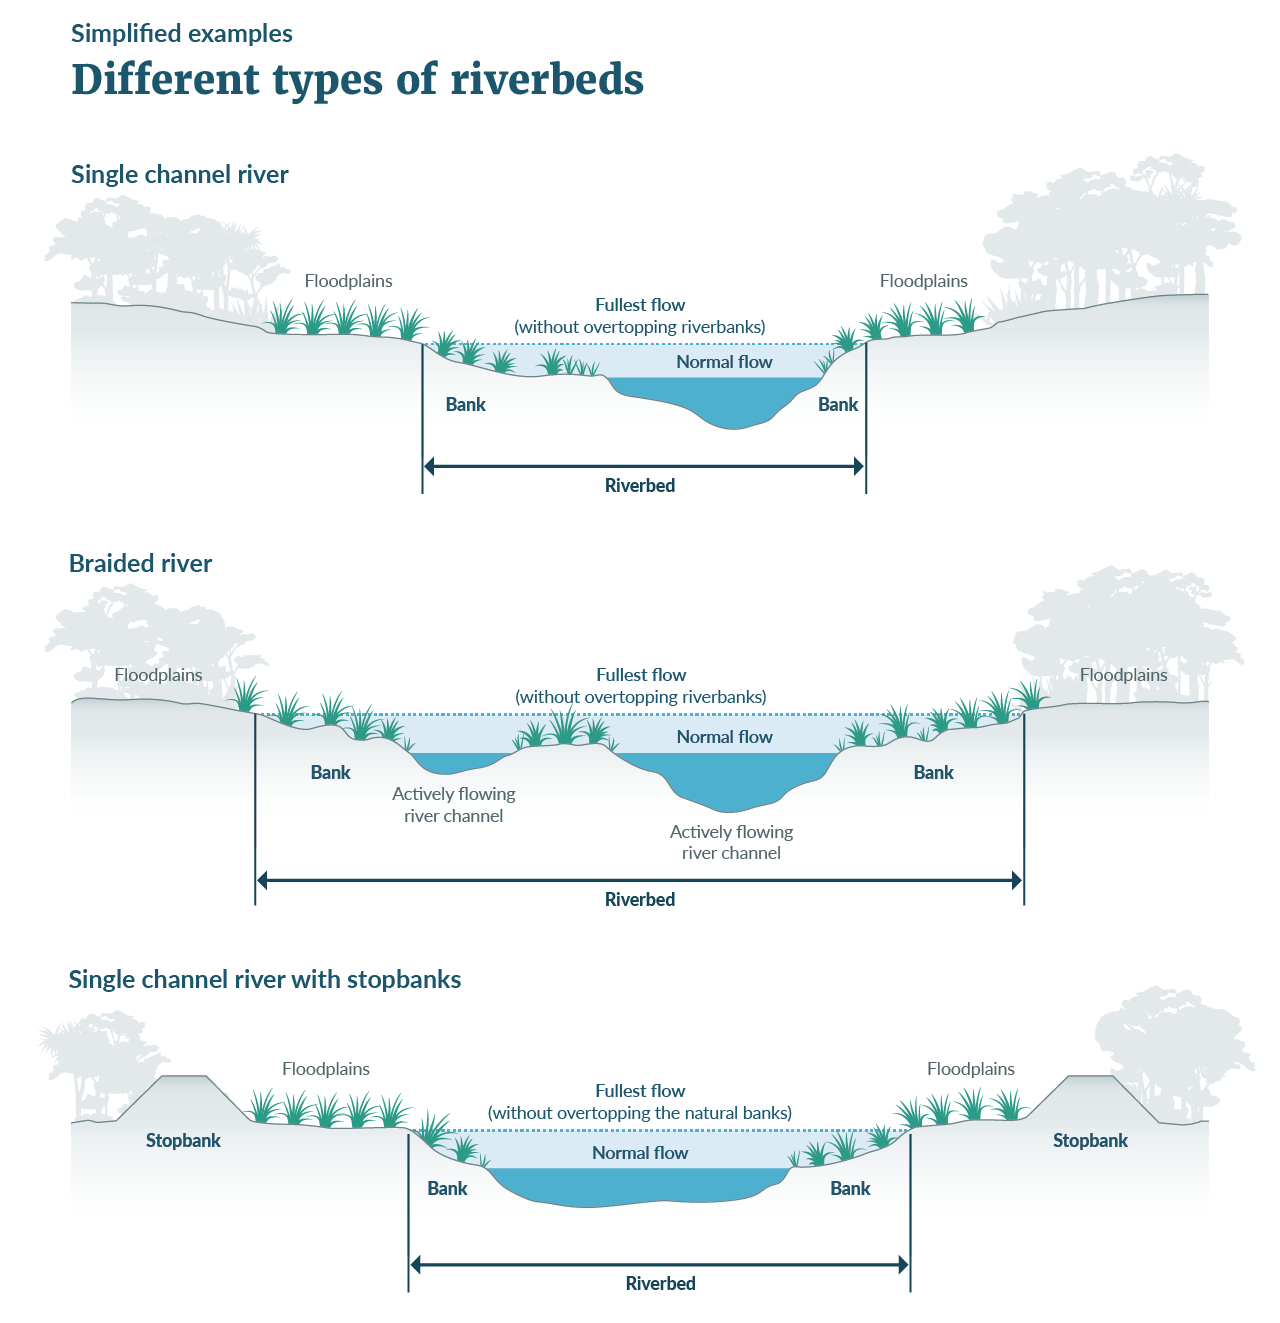 Simplified examples
Different types of riverbeds
Single channel river
Floodplains
Floodplains
Fullest flow
(without overtopping riverbanks)
Normal flow
Bank
Bank
Riverbed
Braided river
Floodplains
Floodplains
Fullest flow
(without overtopping riverbanks)
Normal flow
Bank
Bank
Actively flowing
river channel
Actively flowing
river channel
Riverbed
Single channel river with stopbanks
Floodplains
Floodplains
Fullest flow
(without overtopping the natural banks)
Stopbank
Stopbank
Normal flow
Bank
Bank
Riverbed